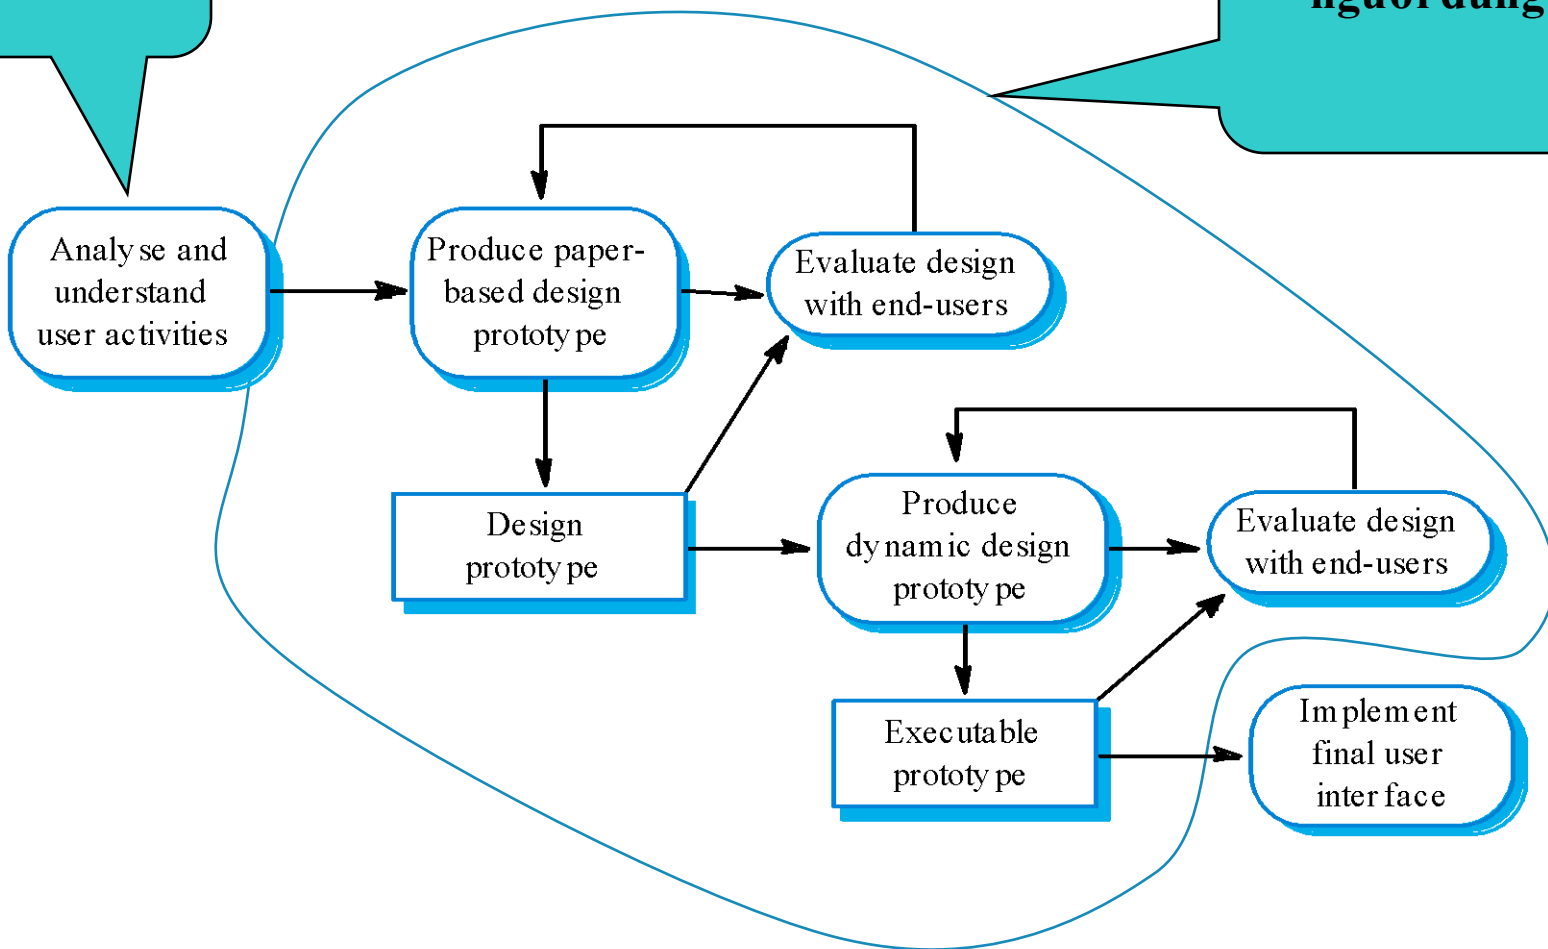 Analyse and
understand
user activities
Produce paper-
based design
prototype
Evaluate design
with end-users
Design
prototype
Produce
dynamic design
prototype
Evaluate design
with end-users
Executable
prototype
Implement
final user
interface